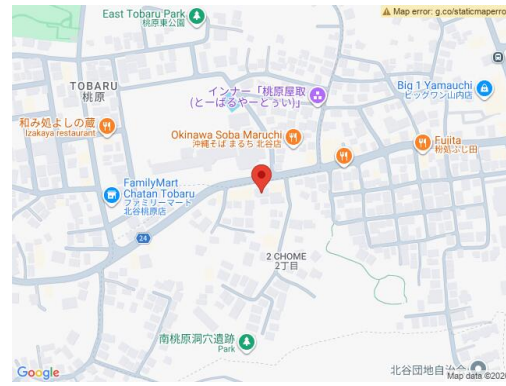 East Tobaru Park
桃原東公園
Map error: g.co/staticmaperro
TOBARU
桃原
インナー「桃原屋取
(とーばるやーどぅい)」
Big 1 Yamauchi
ビッグワン山内店
和み処よしの蔵
Izakaya restaurant
Okinawa Soba Maruchi
沖縄そば まるち 北谷店
Fujita
粉処ふじ田
FamilyMart
Chatan Tobaru
ファミリーマート
北谷桃原店
24
2 CHOME
2丁目
南桃原洞穴遺跡
Park
北谷団地自治会
Google
Map data ©202